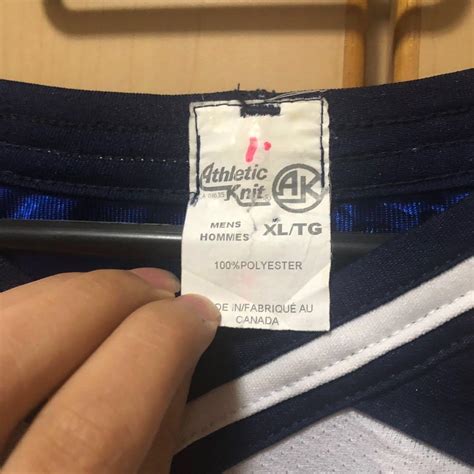 Athletic
Knit
AK
MENS XL/TG
HOMMES
100%POLYESTER
DE IN/FABRIQUÉ AU
CANADA